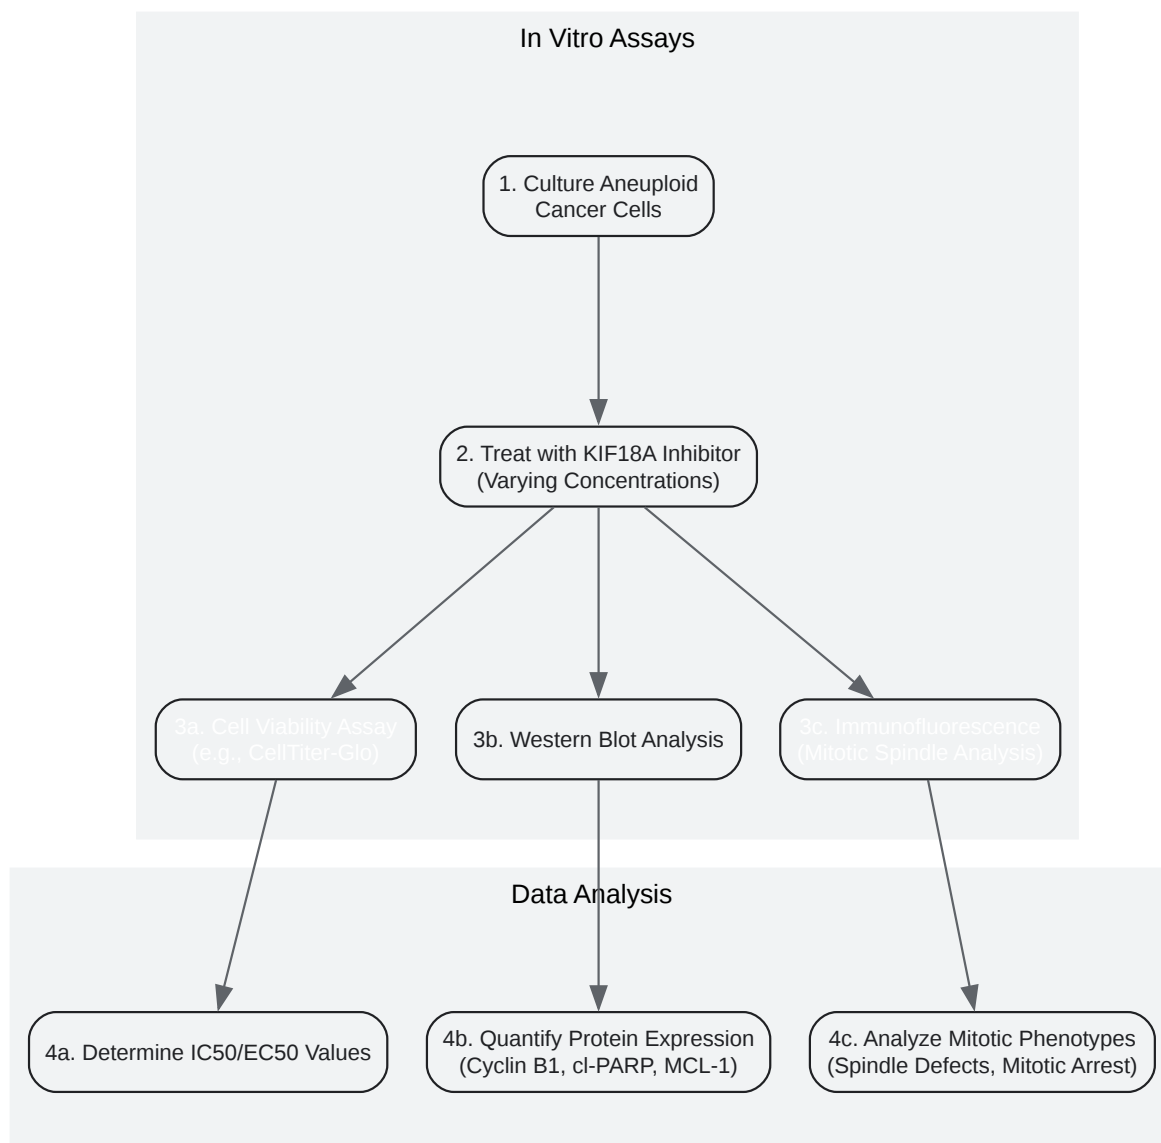 In Vitro Assays
1. Culture Aneuploid
Cancer Cells
2. Treat with KIF18A Inhibitor
(Varying Concentrations)
3a. Cell Viability Assay
(e.g., CellTiter-Glo)
3b. Western Blot Analysis
3c. Immunofluorescence
(Mitotic Spindle Analysis)
Data Analysis
4a. Determine IC50/EC50 Values
4b. Quantify Protein Expression
(Cyclin B1, cl-PARP, MCL-1)
4c. Analyze Mitotic Phenotypes
(Spindle Defects, Mitotic Arrest)